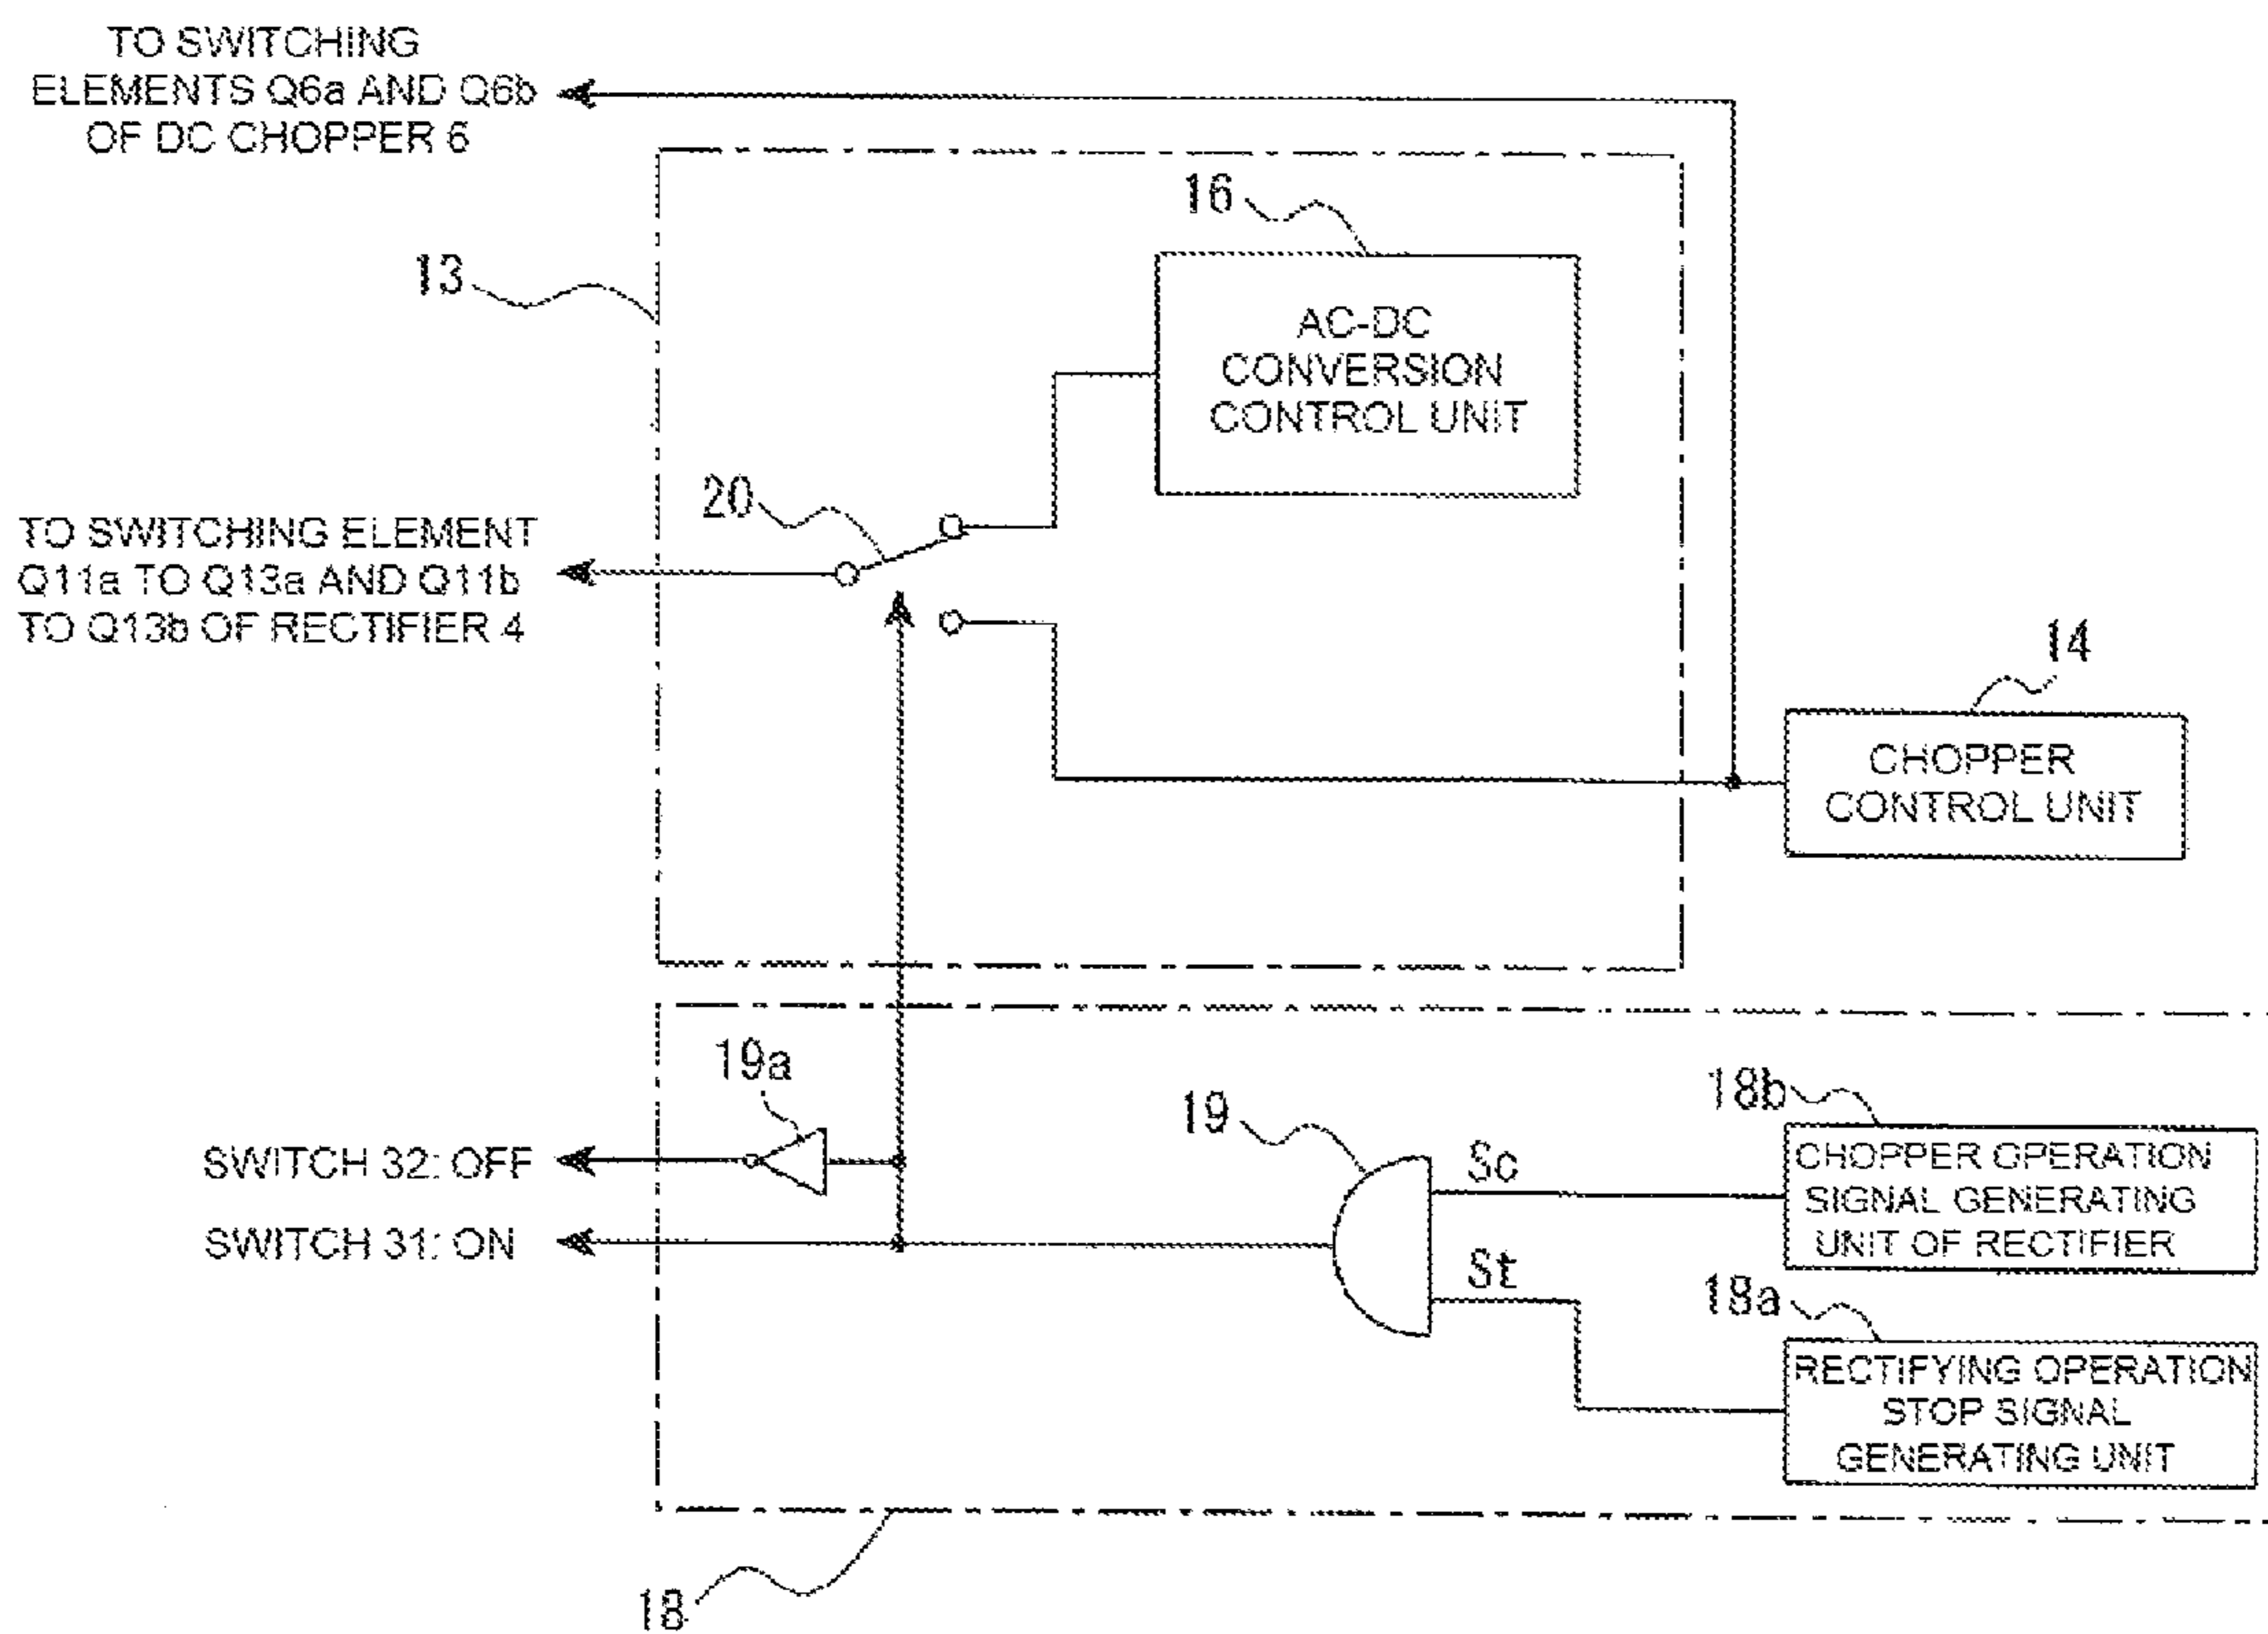 TO SWITCHING
ELEMENTS Q6a AND Q6b
OF DC CHOPPER 6
16
13
AC-DC
CONVERSION
CONTROL UNIT
20
TO SWITCHING ELEMENT
Q11a TO Q13a AND Q11b
TO Q13b OF RECTIFIER 4
14
CHOPPER
CONTROL UNIT
19a
19
18b
SWITCH 32: OFF
Sc
CHOPPER OPERATION
SIGNAL GENERATING
UNIT OF RECTIFIER
SWITCH 31: ON
St
18a
RECTIFYING OPERATION
STOP SIGNAL
GENERATING UNIT
18